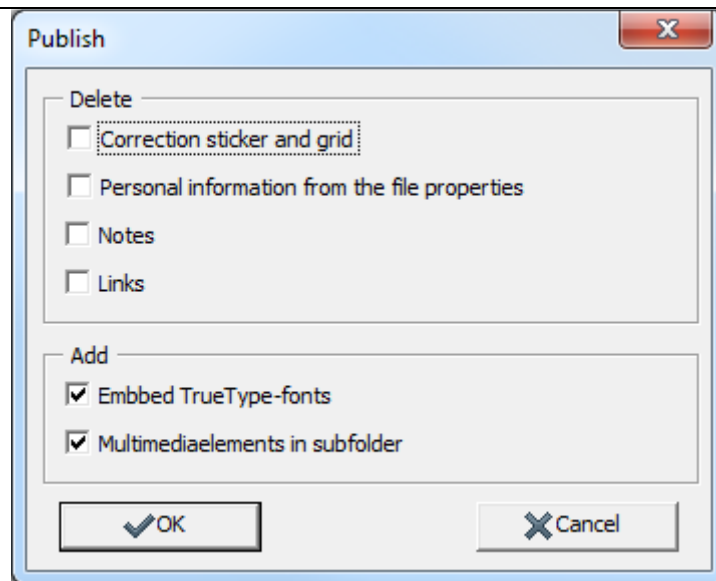 Publish
Delete
Correction sticker and grid
Personal information from the file properties
Notes
Links
Add
Embbed TrueType-fonts
Multimediaelements in subfolder
OK
Cancel